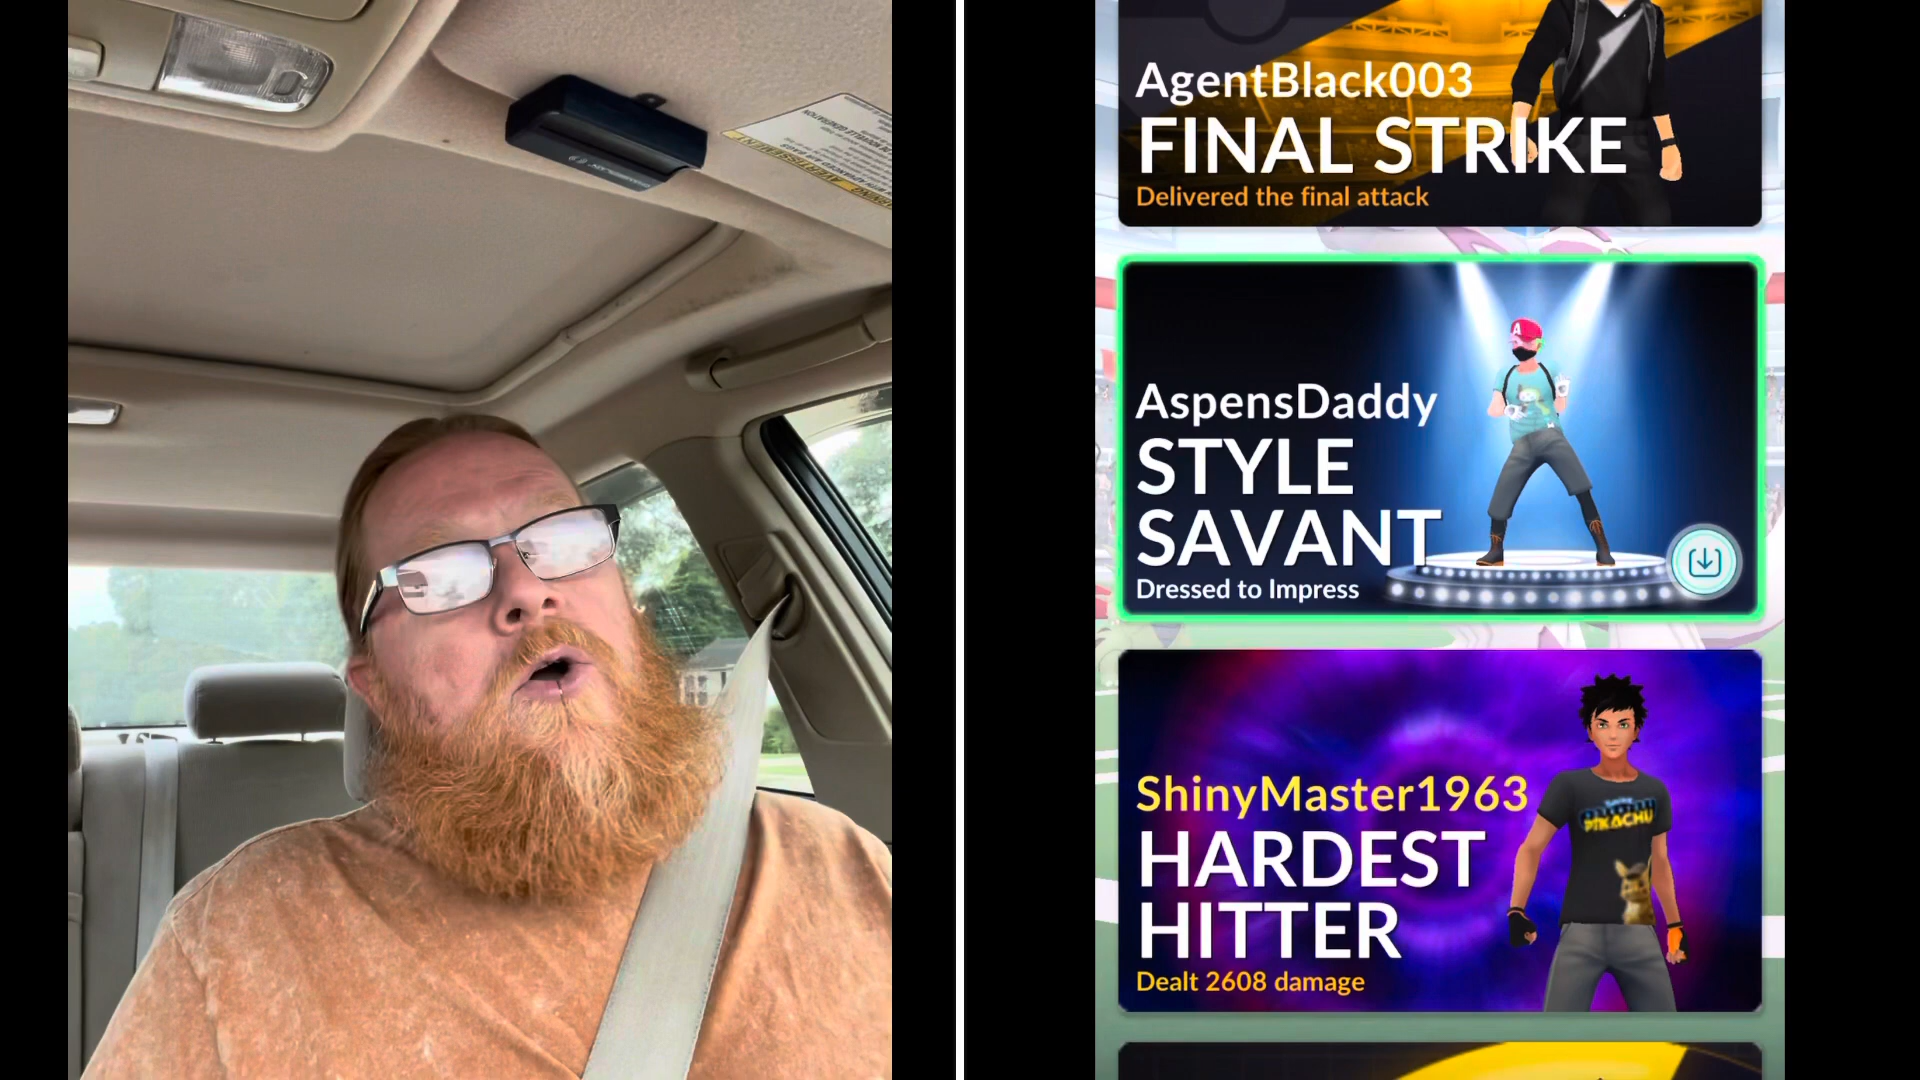 AgentBlack003
FINAL STRIKE
Delivered the final attack
A
AspensDaddy
STYLE
SAVANT
Dressed to Impress
ShinyMaster1963
HARDEST
HITTER
Dealt 2608 damage
PIKACHU